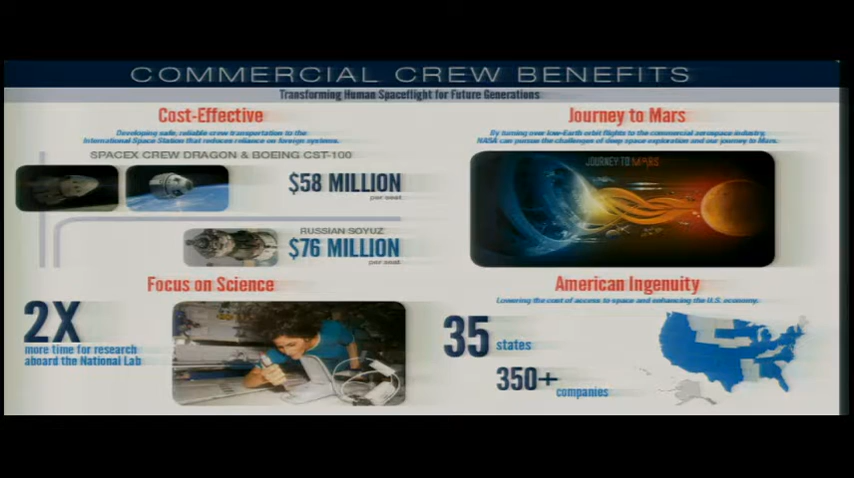 COMMERCIAL CREW BENEFITS
Transforming Human Spaceflight for Future Generations
Cost-Effective
Developing safe, reliable crew transportation to the
International Space Station that reduces reliance on foreign systems.
SPACEX CREW DRAGON & BOEING CST-100
$58 MILLION
per seat
RUSSIAN SOYUZ
$76 MILLION
per seat
Journey to Mars
By turning over low-Earth orbit flights to the commercial aerospace industry,
NASA can pursue the challenges of deep space exploration and our journey to Mars.
JOURNEY TO MARS
Focus on Science
2X
more time for research
aboard the National Lab
American Ingenuity
Lowering the cost of access to space and enhancing the U.S. economy.
35 states
350+ companies